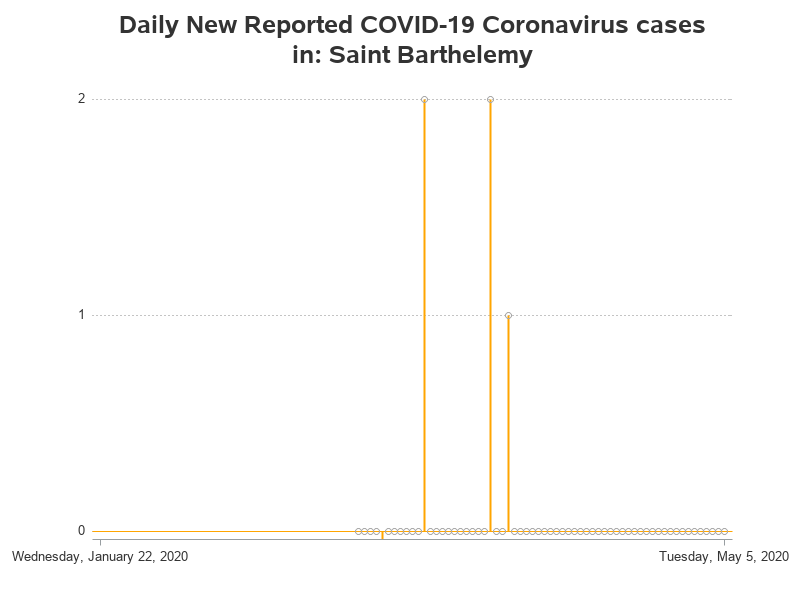 Daily New Reported COVID-19 Coronavirus cases
in: Saint Barthelemy
2
1
0
Wednesday, January 22, 2020
Tuesday, May 5, 2020